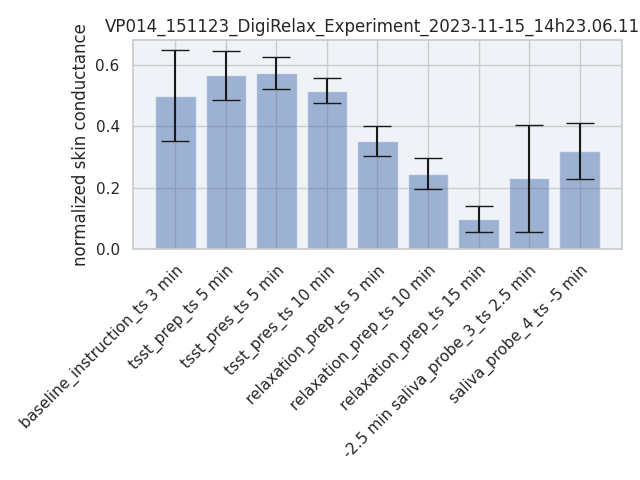 VP014_151123_DigiRelax_Experiment_2023-11-15_14h23.06.11
normalized skin conductance
0.6
0.4
0.2
0.0
baseline_instruction_ts 3 min
tsst_prep_ts 5 min
tsst_pres_ts 5 min
tsst_pres_ts 10 min
relaxation_prep_ts 5 min
relaxation_prep_ts 10 min
relaxation_prep_ts 15 min
-2.5 min saliva_probe_3_ts 2.5 min
saliva_probe_4_ts -5 min